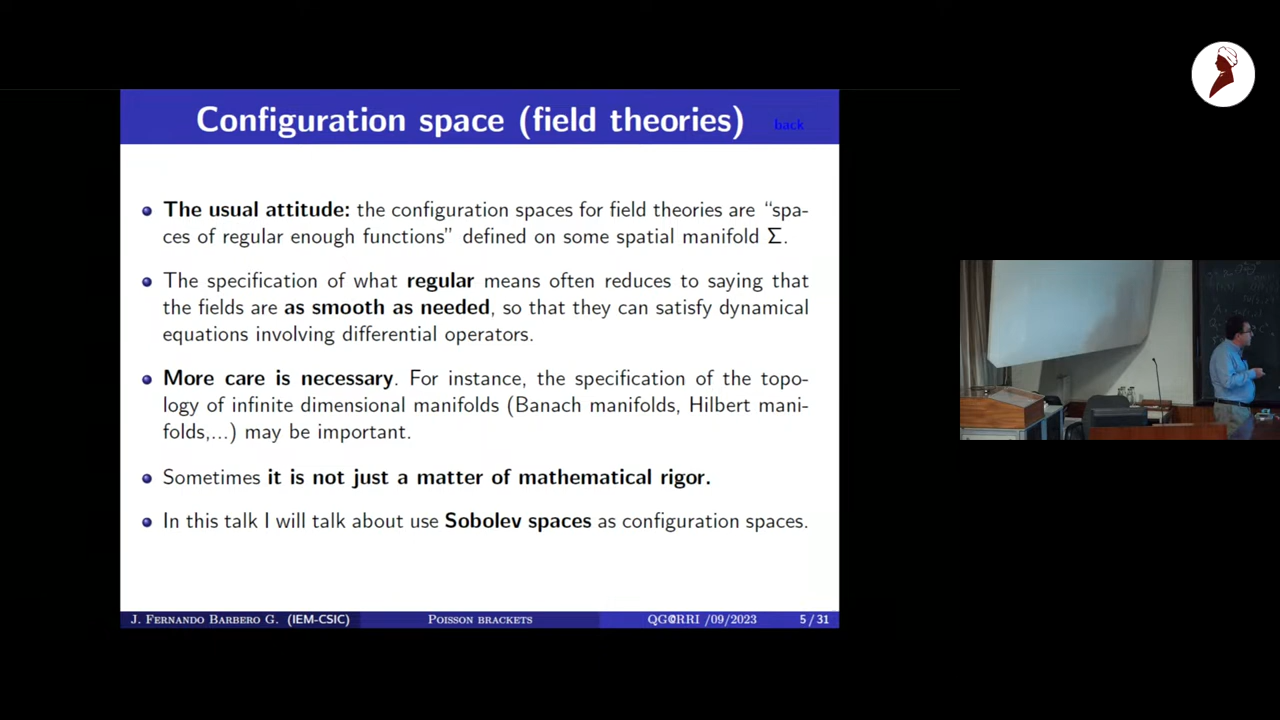 Configuration space (field theories)
back
The usual attitude: the configuration spaces for field theories are “spa-
ces of regular enough functions” defined on some spatial manifold Σ.
The specification of what regular means often reduces to saying that
the fields are as smooth as needed, so that they can satisfy dynamical
equations involving differential operators.
More care is necessary. For instance, the specification of the topo-
logy of infinite dimensional manifolds (Banach manifolds, Hilbert mani-
folds,...) may be important.
Sometimes it is not just a matter of mathematical rigor.
In this talk I will talk about use Sobolev spaces as configuration spaces.
J. Fernando Barbero G. (IEM-CSIC) Poisson brackets QG@RRI /09/2023 5 / 31